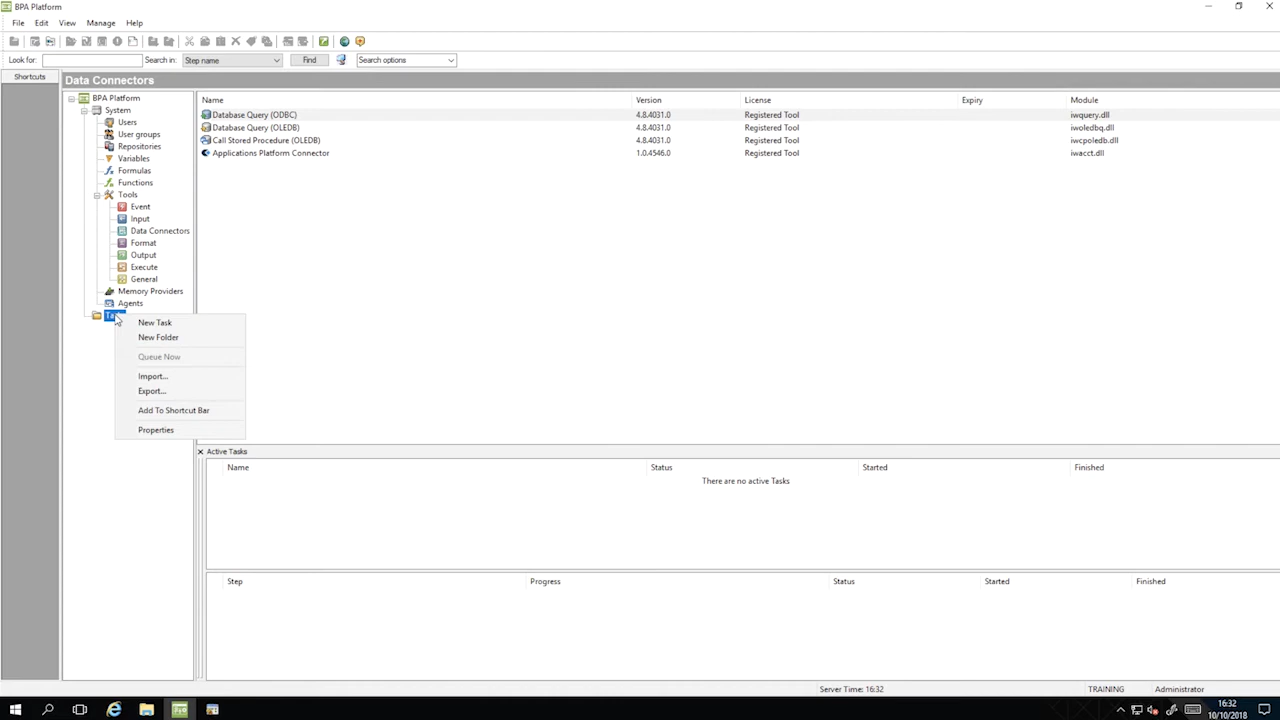 BPA Platform
File Edit View Manage Help
Look for: Search in: Step name Find Search options
Shortcuts
Data Connectors
BPA Platform
System
Users
User groups
Repositories
Variables
Formulas
Functions
Tools
Event
Input
Data Connectors
Format
Output
Execute
General
Memory Providers
Agents
New Task
New Folder
Queue Now
Import...
Export...
Add To Shortcut Bar
Properties
Name Version License Expiry Module
Database Query (ODBC) 4.8.4031.0 Registered Tool iwquery.dll
Database Query (OLEDB) 4.8.4031.0 Registered Tool iwoledbq.dll
Call Stored Procedure (OLEDB) 4.8.4031.0 Registered Tool iwcpoledb.dll
Applications Platform Connector 1.0.4546.0 Registered Tool iwacct.dll
Active Tasks
Name Status Started Finished
There are no active Tasks
Step Progress Status Started Finished
Server Time: 16:32 TRAINING Administrator
16:32
10/10/2018